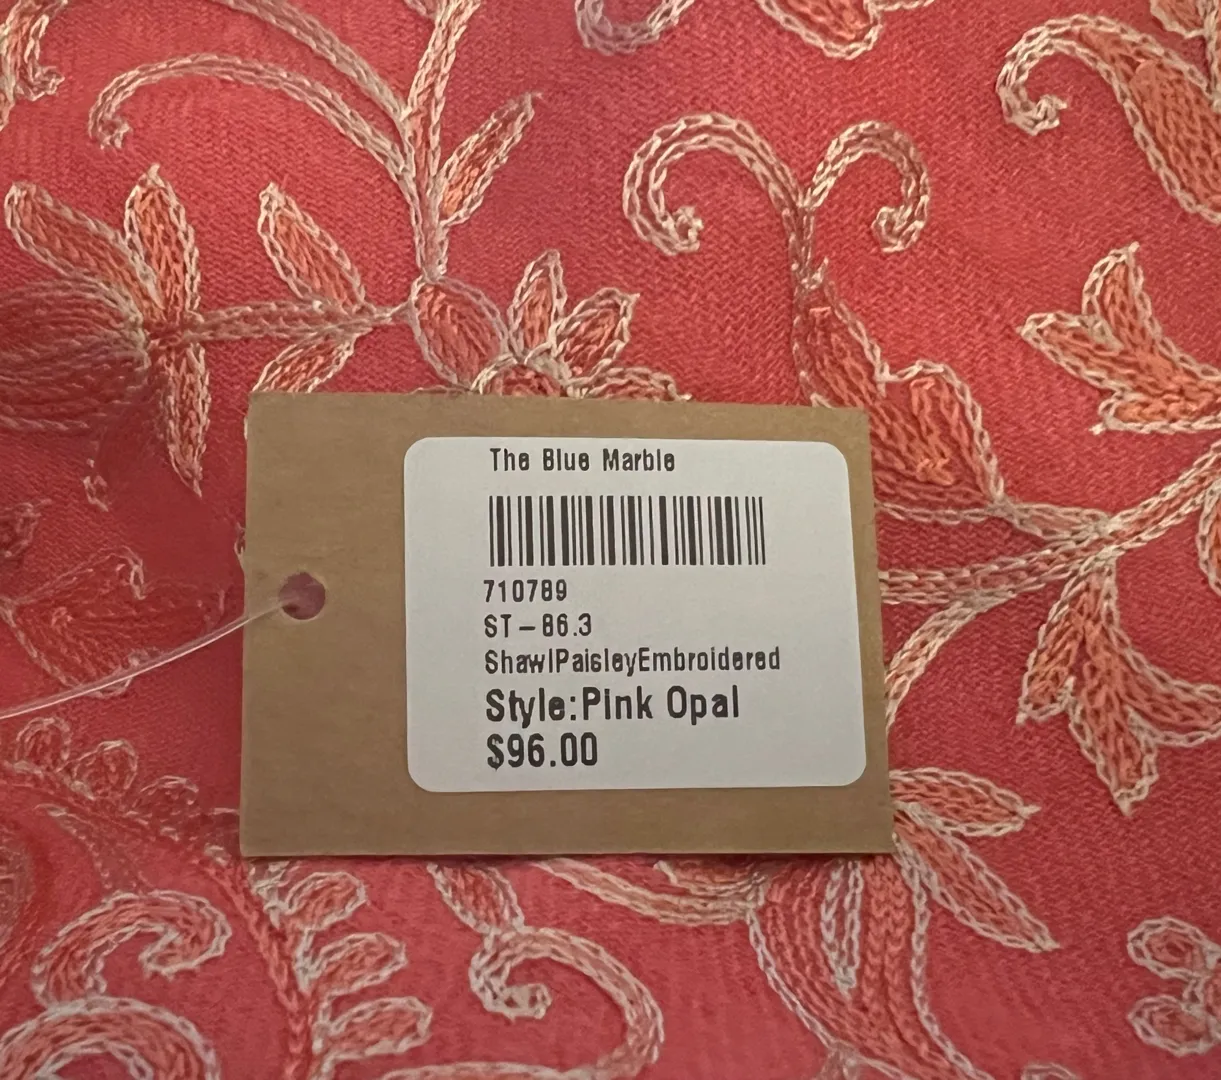 The Blue Marble
710789
ST-86.3
ShawlPaisleyEmbroidered
Style:Pink Opal
$96.00